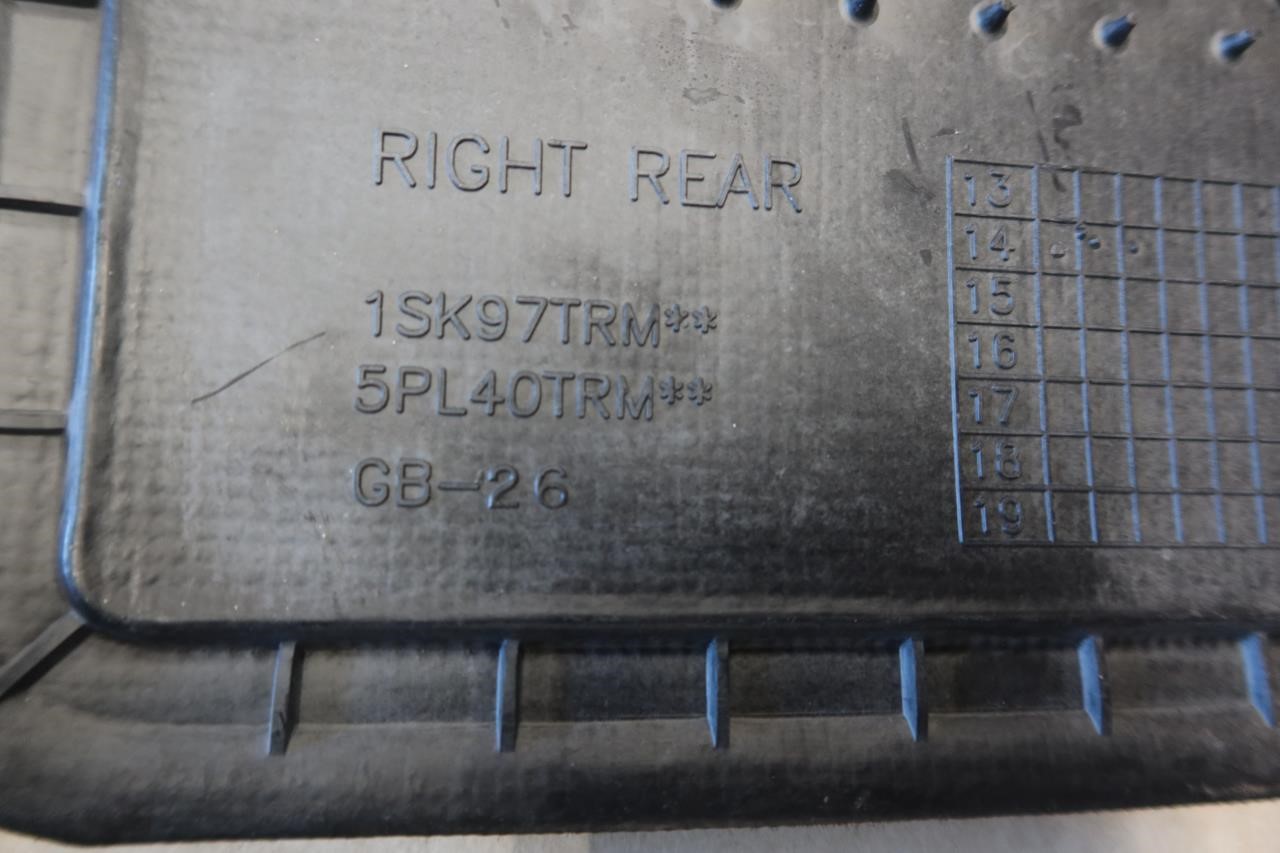 RIGHT REAR
1SK97TRM**
5PL40TRM**
GB-26
13
14
15
16
17
18
19